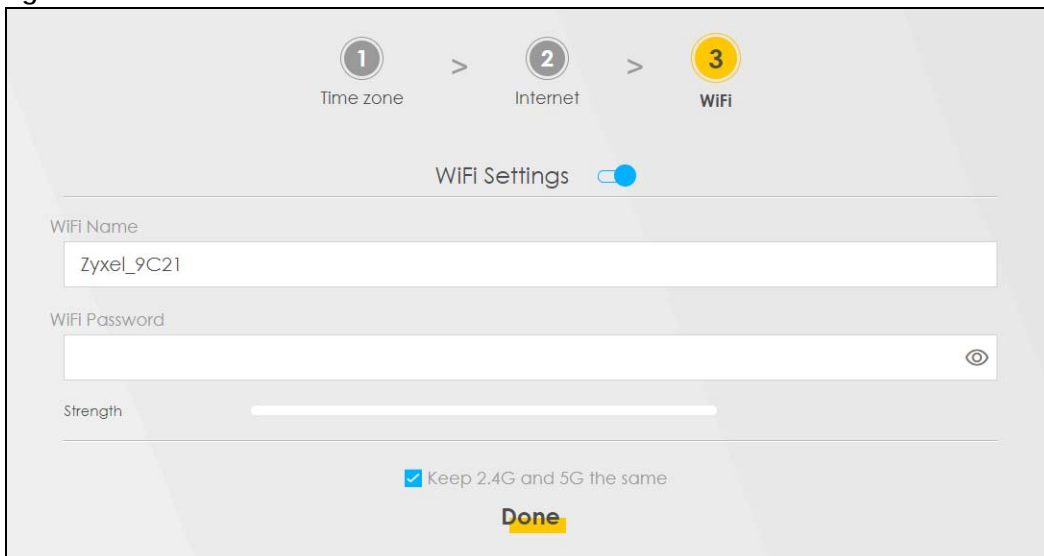 1 > 2 > 3
Time zone Internet WiFi
WiFi Settings
WiFi Name
Zyxel_9C21
WiFi Password
Strength
Keep 2.4G and 5G the same
Done